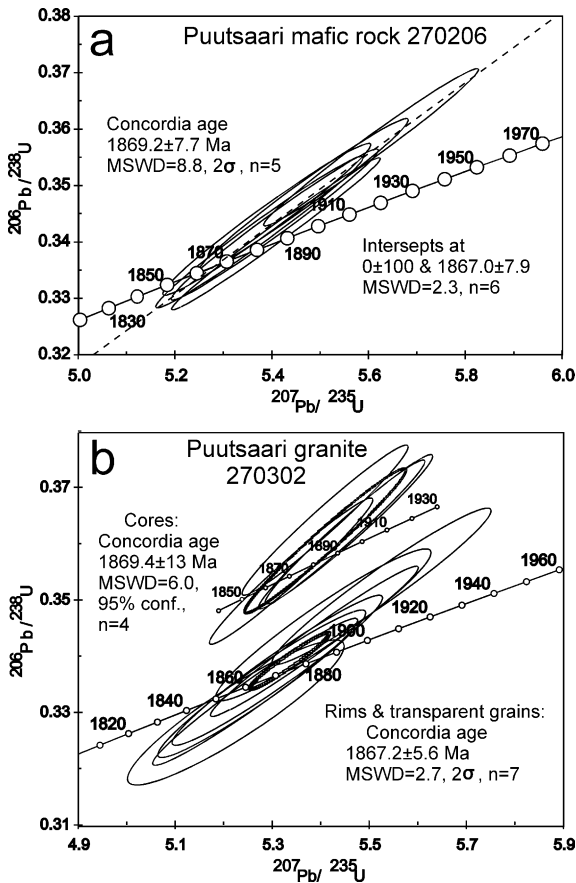 a
Puutsaari mafic rock 270206
Concordia age
1869.2±7.7 Ma
MSWD=8.8, 2σ, n=5
Intersepts at
0±100 & 1867.0±7.9
MSWD=2.3, n=6
0.38
0.36
0.34
0.33
0.32
206Pb/238U
1830
1850
1870
1890
1910
1930
1950
1970
5.0
5.2
5.4
5.6
5.8
6.0
207Pb/ 235U
b
Puutsaari granite
270302
Cores:
Concordia age
1869.4±13 Ma
MSWD=6.0,
95% conf.,
n=4
1850
1870
1890
1910
1930
0.37
0.35
0.33
0.31
206Pb/238U
1820
1840
1860
1880
1900
1920
1940
1960
Rims & transparent grains:
Concordia age
1867.2±5.6 Ma
MSWD=2.7, 2σ, n=7
4.9
5.1
5.3
5.5
5.7
5.9
207Pb/ 235U